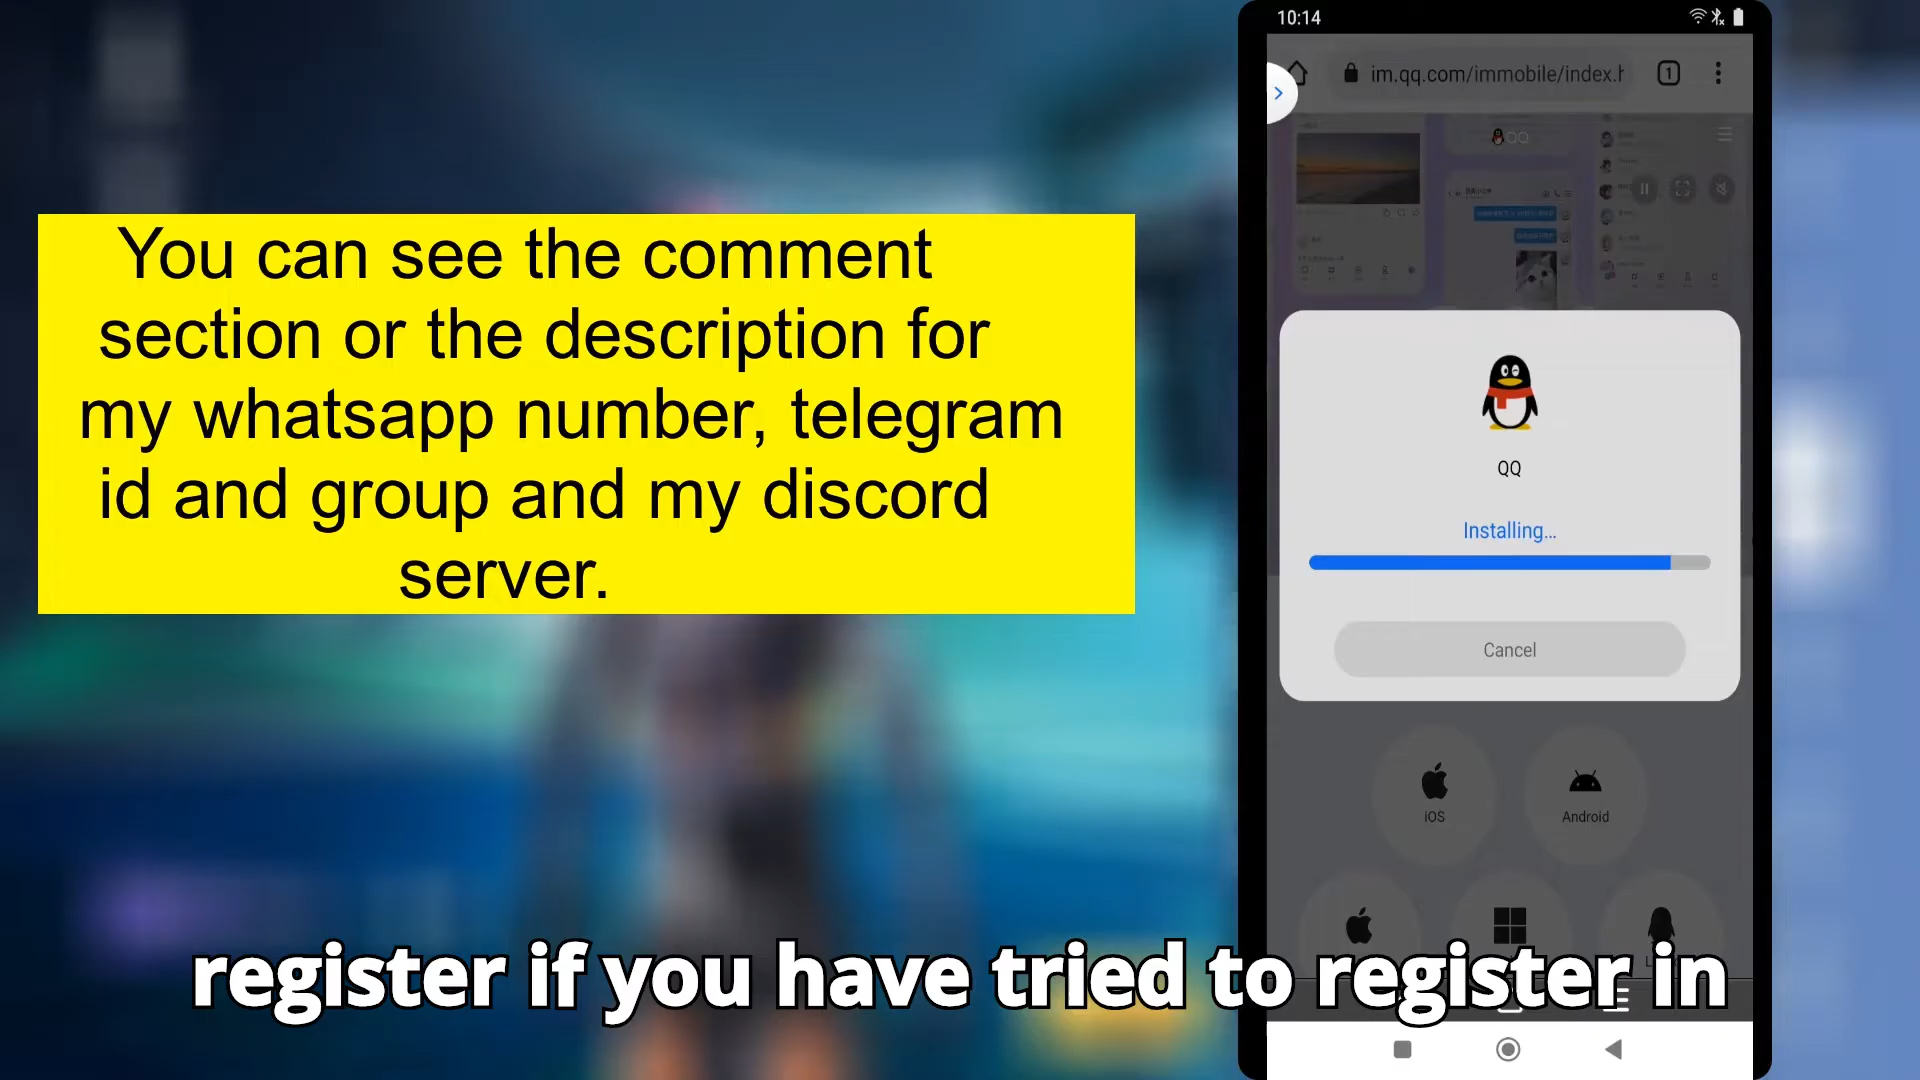 You can see the comment
section or the description for
my whatsapp number, telegram
id and group and my discord
server.
10:14
im.qq.com/immobile/index.h
1
QQ
QQ
Installing...
Cancel
iOS
Android
register if you have tried to register in